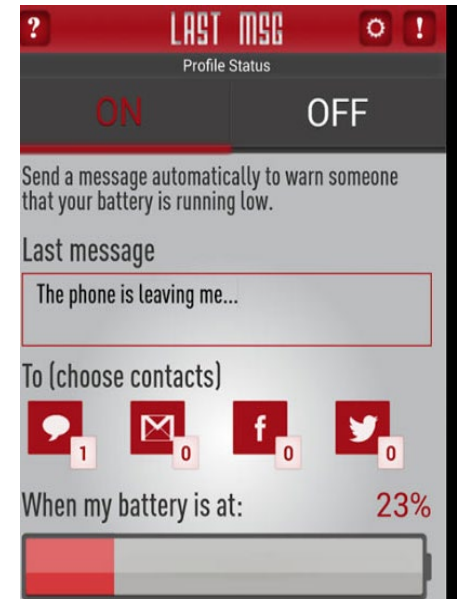 ?
LAST MSG
!
Profile Status
ON
OFF
Send a message automatically to warn someone
that your battery is running low.
Last message
The phone is leaving me...
To (choose contacts)
f
1
0
0
0
When my battery is at:
23%